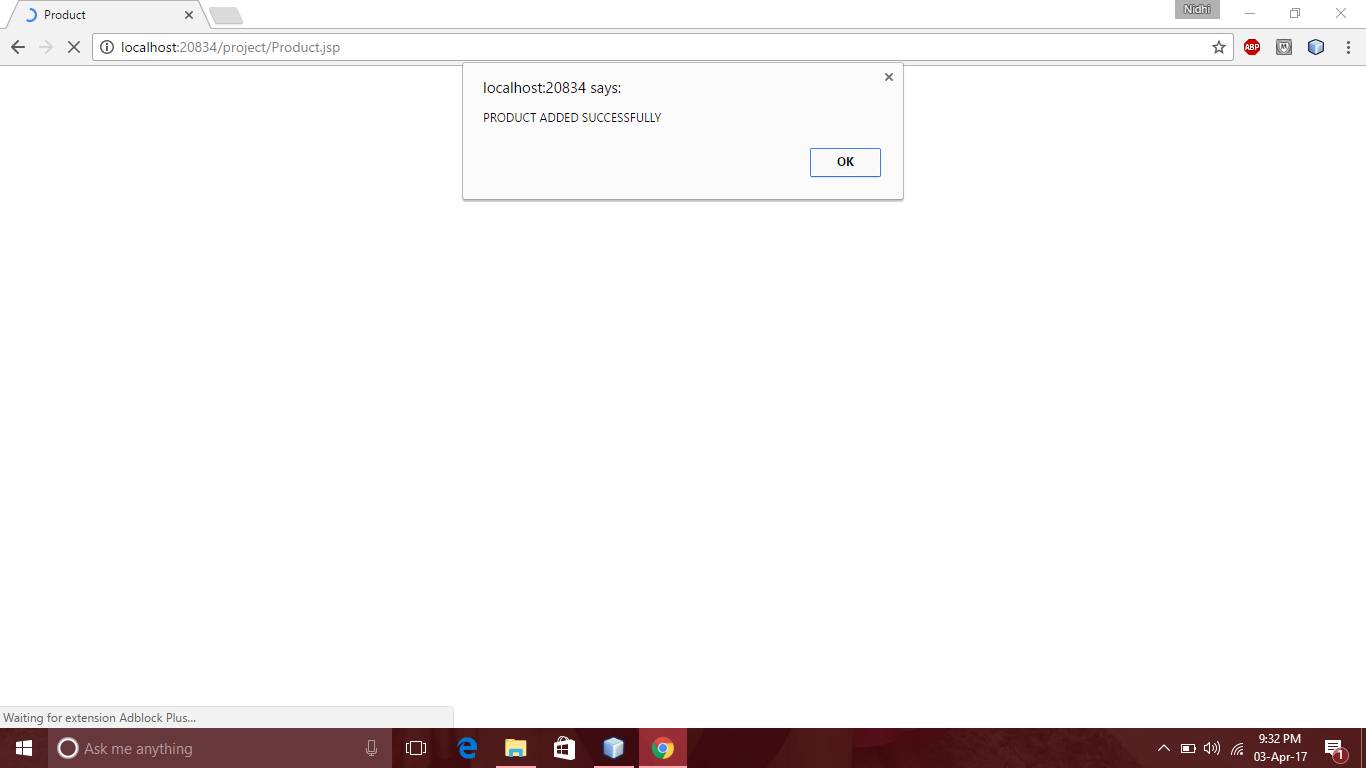 Product
Nidhi
localhost:20834/project/Product.jsp
ABP
M
localhost:20834 says:
PRODUCT ADDED SUCCESSFULLY
OK
Waiting for extension Adblock Plus...
Ask me anything
9:32 PM
03-Apr-17
1